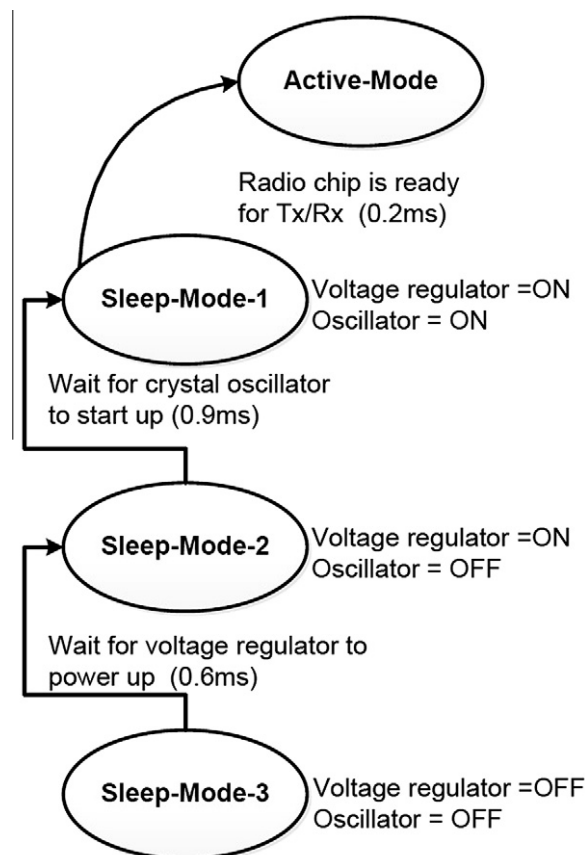 Active-Mode
Radio chip is ready
for Tx/Rx (0.2ms)
Sleep-Mode-1
Voltage regulator =ON
Oscillator = ON
Wait for crystal oscillator
to start up (0.9ms)
Sleep-Mode-2
Voltage regulator =ON
Oscillator = OFF
Wait for voltage regulator to
power up (0.6ms)
Sleep-Mode-3
Voltage regulator =OFF
Oscillator = OFF